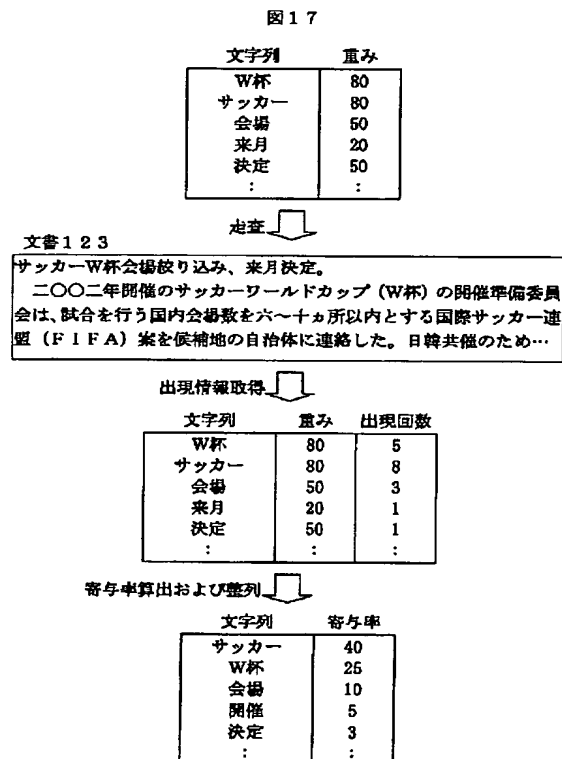 図１７
文字列 重み
W杯 80
サッカー 80
会場 50
来月 20
決定 50
： ：
走査
文書１２３
サッカーW杯会場絞り込み、来月決定。
二〇〇二年開催のサッカーワールドカップ（W杯）の開催準備委員
会は、試合を行う国内会場数を六～十ヵ所以内とする国際サッカー連
盟（ＦＩＦＡ）案を候補地の自治体に連絡した。日韓共催のため…
出現情報取得
文字列 重み 出現回数
W杯 80 5
サッカー 80 8
会場 50 3
来月 20 1
決定 50 1
： ： ：
寄与率算出および整列
文字列 寄与率
サッカー 40
W杯 25
会場 10
開催 5
決定 3
： ：